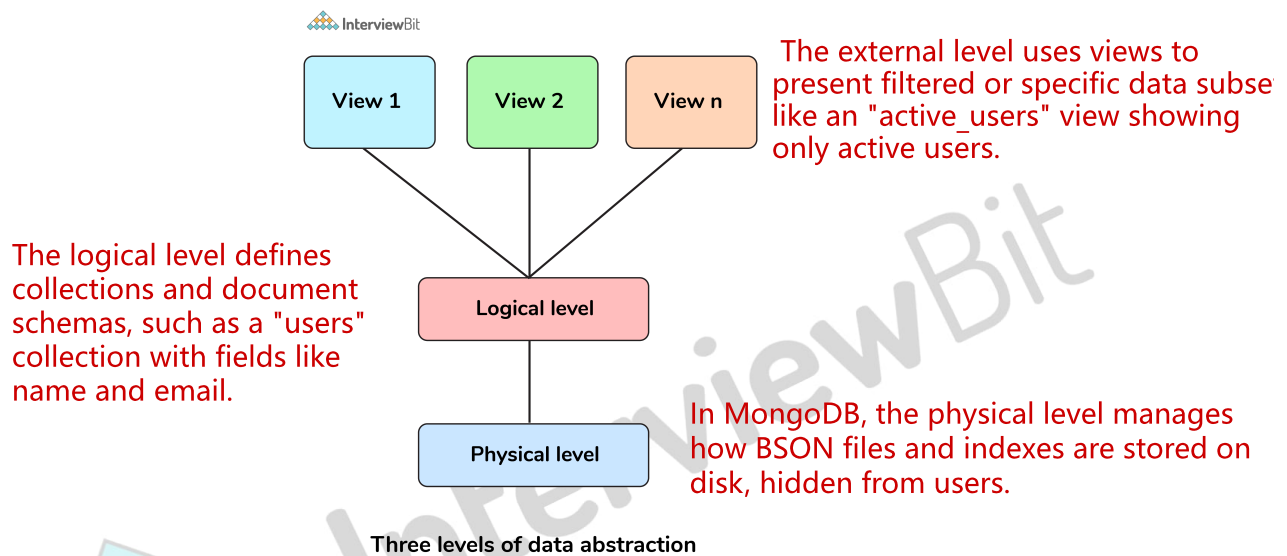 InterviewBit
View 1
View 2
View n
The external level uses views to
present filtered or specific data subse
like an "active_users" view showing
only active users.
The logical level defines
collections and document
schemas, such as a "users"
collection with fields like
name and email.
Logical level
In MongoDB, the physical level manages
how BSON files and indexes are stored on
disk, hidden from users.
Physical level
InterviewBit
Three levels of data abstraction